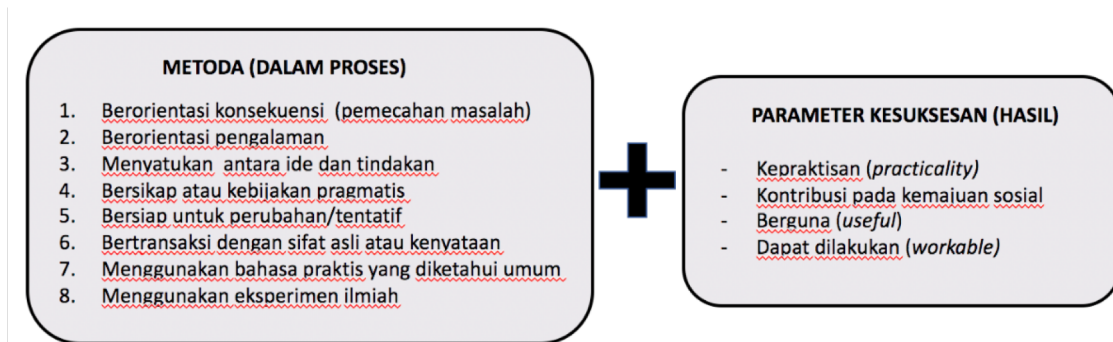 METODA (DALAM PROSES)
1. Berorientasi konsekuensi (pemecahan masalah)
2. Berorientasi pengalaman
3. Menyatukan antara ide dan tindakan
4. Bersikap atau kebijakan pragmatis
5. Bersiap untuk perubahan/tentatif
6. Bertransaksi dengan sifat asli atau kenyataan
7. Menggunakan bahasa praktis yang diketahui umum
8. Menggunakan eksperimen ilmiah
PARAMETER KESUKSESAN (HASIL)
- Kepraktisan (practicality)
- Kontribusi pada kemajuan sosial
- Berguna (useful)
- Dapat dilakukan (workable)